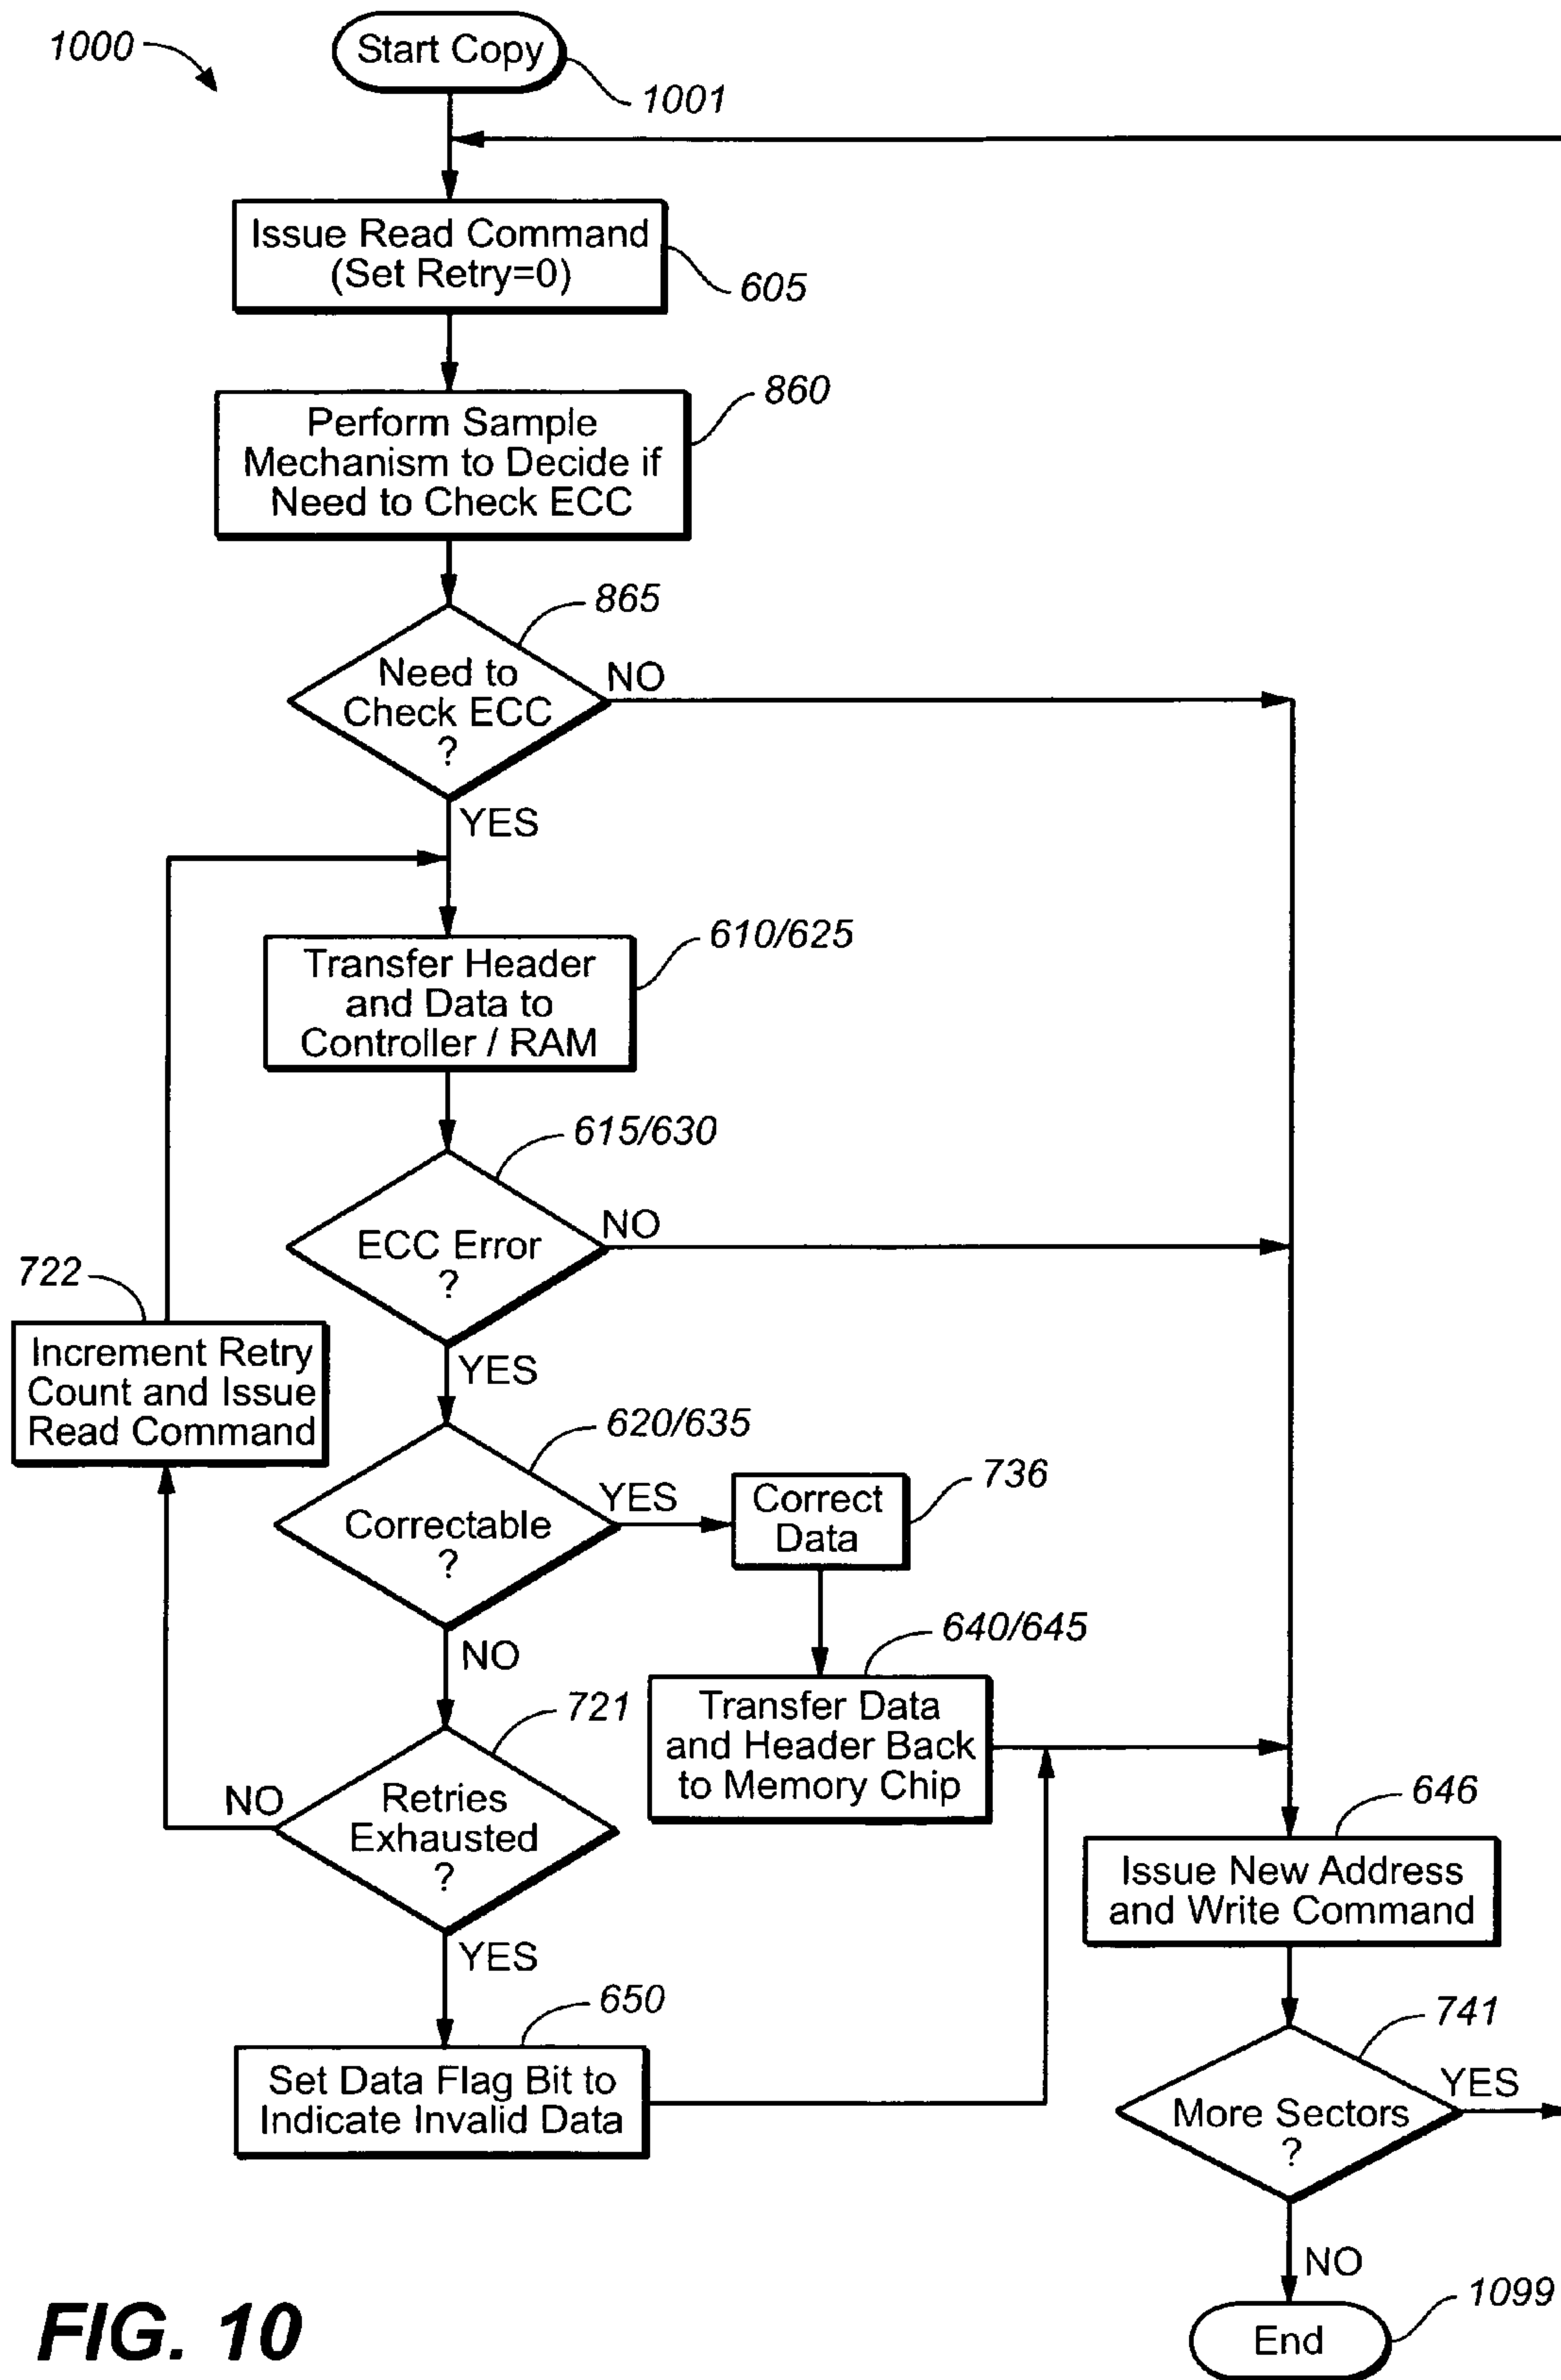 1000
Start Copy
1001
Issue Read Command
(Set Retry=0)
605
860
Perform Sample
Mechanism to Decide if
Need to Check ECC
865
Need to
Check ECC
?
NO
YES
610/625
Transfer Header
and Data to
Controller / RAM
615/630
ECC Error
?
NO
YES
722
Increment Retry
Count and Issue
Read Command
620/635
Correctable
?
YES
NO
736
Correct
Data
640/645
Transfer Data
and Header Back
to Memory Chip
721
Retries
Exhausted
?
NO
YES
646
Issue New Address
and Write Command
650
Set Data Flag Bit to
Indicate Invalid Data
741
More Sectors
?
YES
NO
1099
End
FIG. 10